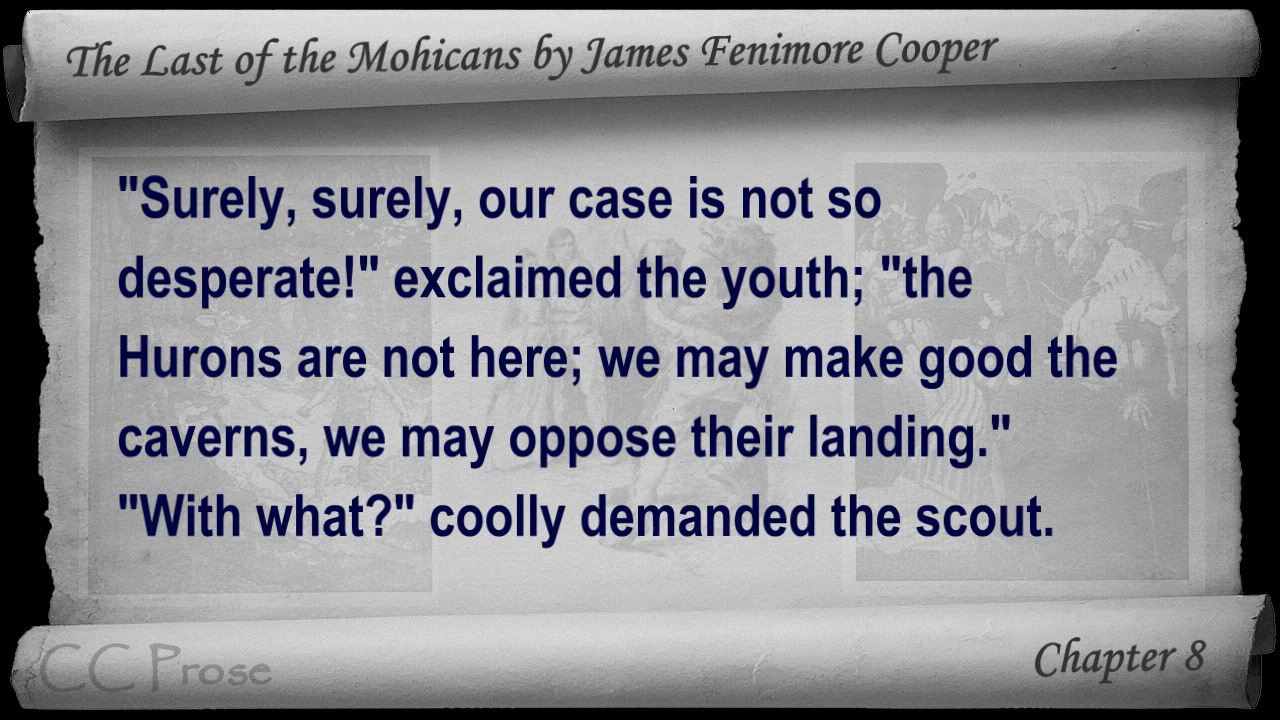 The Last of the Mohicans by James Fenimore Cooper
"Surely, surely, our case is not so
desperate!" exclaimed the youth; "the
Hurons are not here; we may make good the
caverns, we may oppose their landing."
"With what?" coolly demanded the scout.
CC Prose
Chapter 8